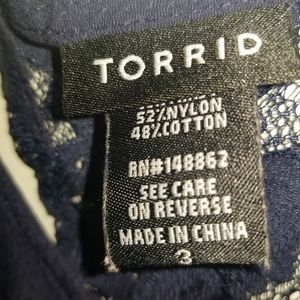 TORRID
52%NYLON
48%COTTON
RN#148862
SEE CARE
ON REVERSE
MADE IN CHINA
3